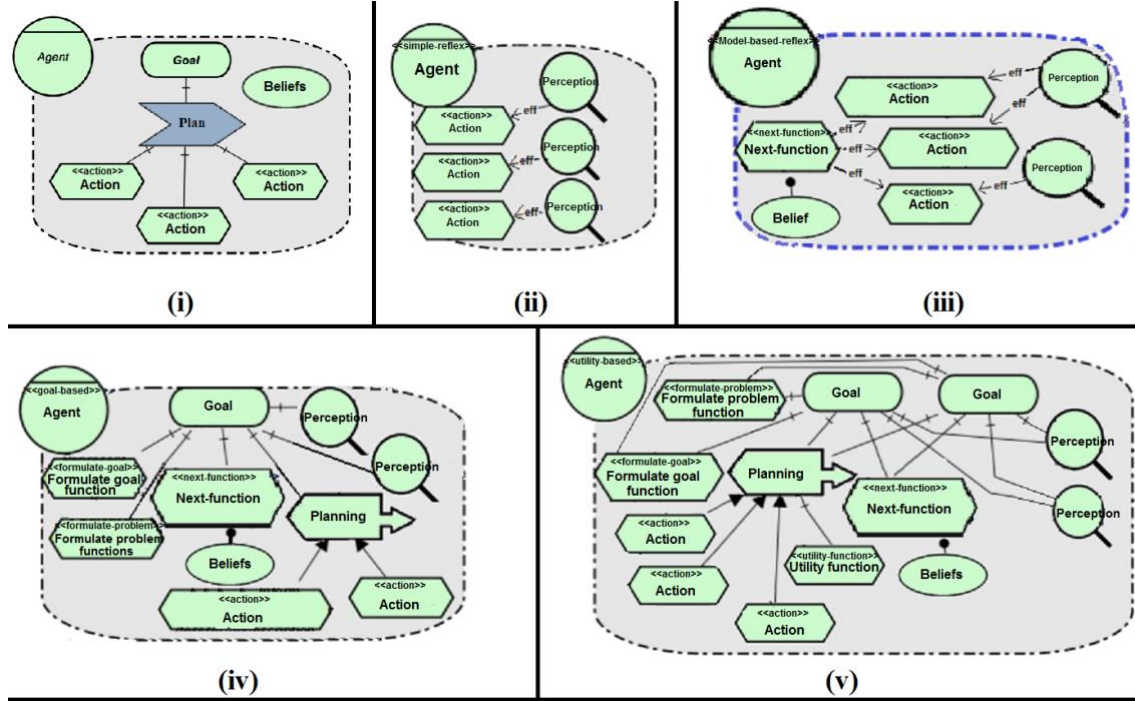 Agent
Goal
Beliefs
Plan
<<action>>
Action
<<action>>
Action
<<action>>
Action
(i)
<<simple-reflex>>
Agent
Perception
eff
<<action>>
Action
Perception
eff
<<action>>
Action
Perception
eff
<<action>>
Action
(ii)
<<Model-based-reflex>>
Agent
Perception
eff
<<action>>
Action
eff
<<next-function>>
Next-function
eff
eff
<<action>>
Action
Perception
eff
eff
<<action>>
Action
Belief
(iii)
<<goal-based>>
Agent
Goal
Perception
Perception
<<formulate-goal>>
Formulate goal
function
<<next-function>>
Next-function
Planning
<<formulate-problem>>
Formulate problem
functions
Beliefs
<<action>>
Action
<<action>>
Action
(iv)
<<utility-based>>
Agent
<<formulate-problem>>
Formulate problem
function
Goal
Goal
Perception
<<formulate-goal>>
Formulate goal
function
Planning
<<next-function>>
Next-function
Perception
<<action>>
Action
<<utility-function>>
Utility function
Beliefs
<<action>>
Action
<<action>>
Action
(v)